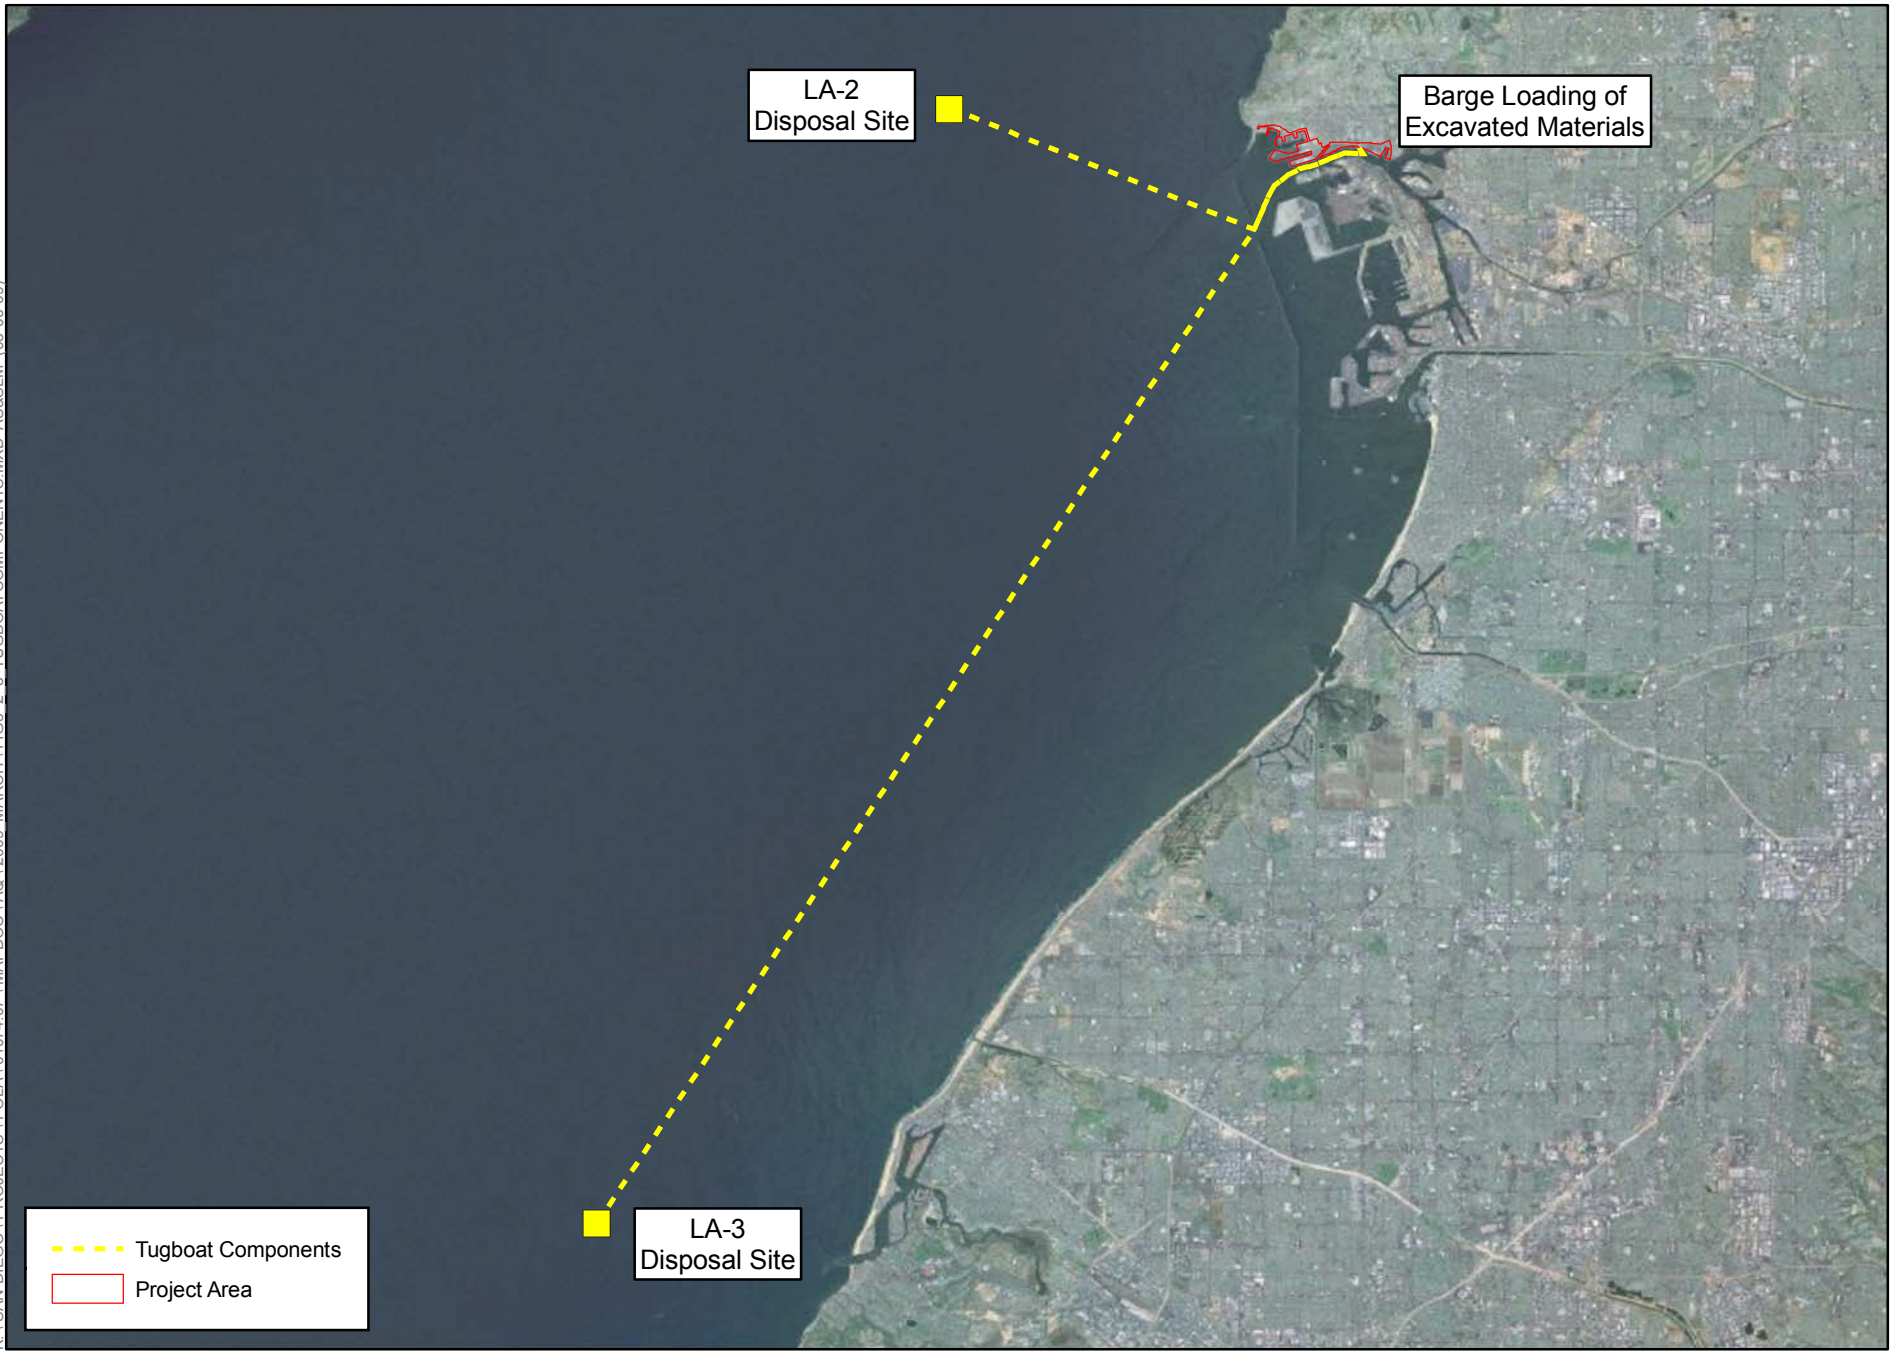 LA-2
Disposal Site
Barge Loading of
Excavated Materials
LA-3
Disposal Site
Tugboat Components
Project Area